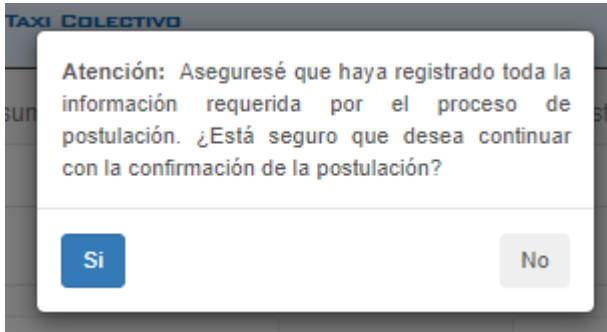 TAXI COLECTIVO
Atención: Aseguresé que haya registrado toda la
información requerida por el proceso de
postulación. ¿Está seguro que desea continuar
con la confirmación de la postulación?
Si
No